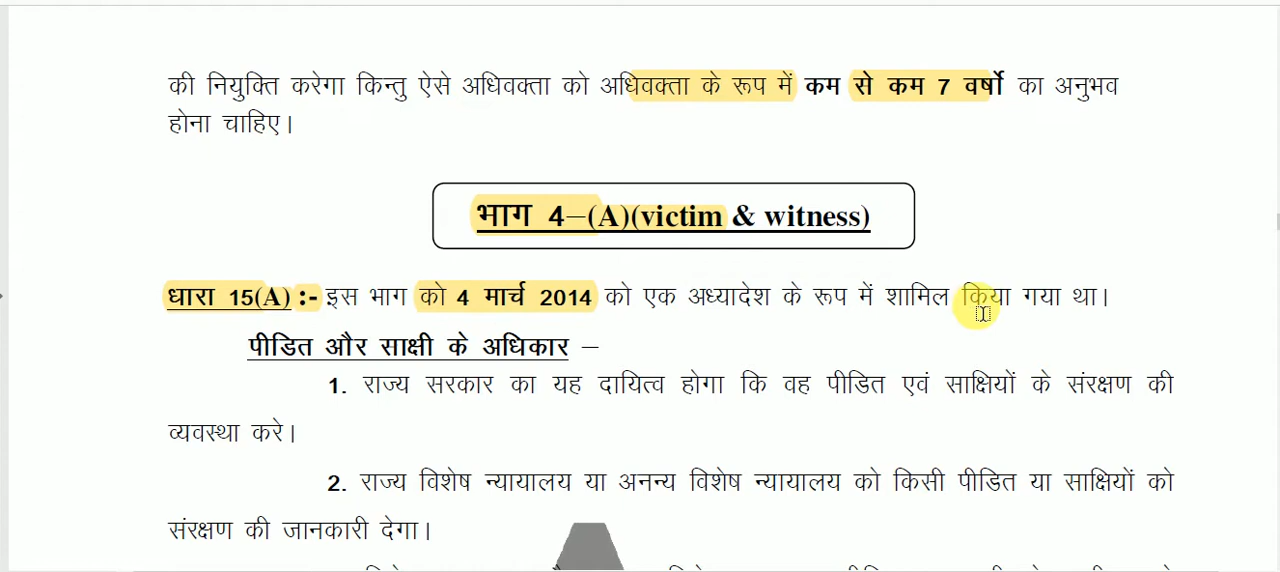 की नियुक्ति करेगा किन्तु ऐसे अधिवक्ता को अधिवक्ता के रूप में कम से कम 7 वर्षो का अनुभव
होना चाहिए।
भाग 4–(A)(victim & witness)
धारा 15(A) :- इस भाग को 4 मार्च 2014 को एक अध्यादेश के रूप में शामिल किया गया था।
पीडित और साक्षी के अधिकार –
1. राज्य सरकार का यह दायित्व होगा कि वह पीडित एवं साक्षियों के संरक्षण की
व्यवस्था करे।
2. राज्य विशेष न्यायालय या अनन्य विशेष न्यायालय को किसी पीडित या साक्षियों को
संरक्षण की जानकारी देगा।